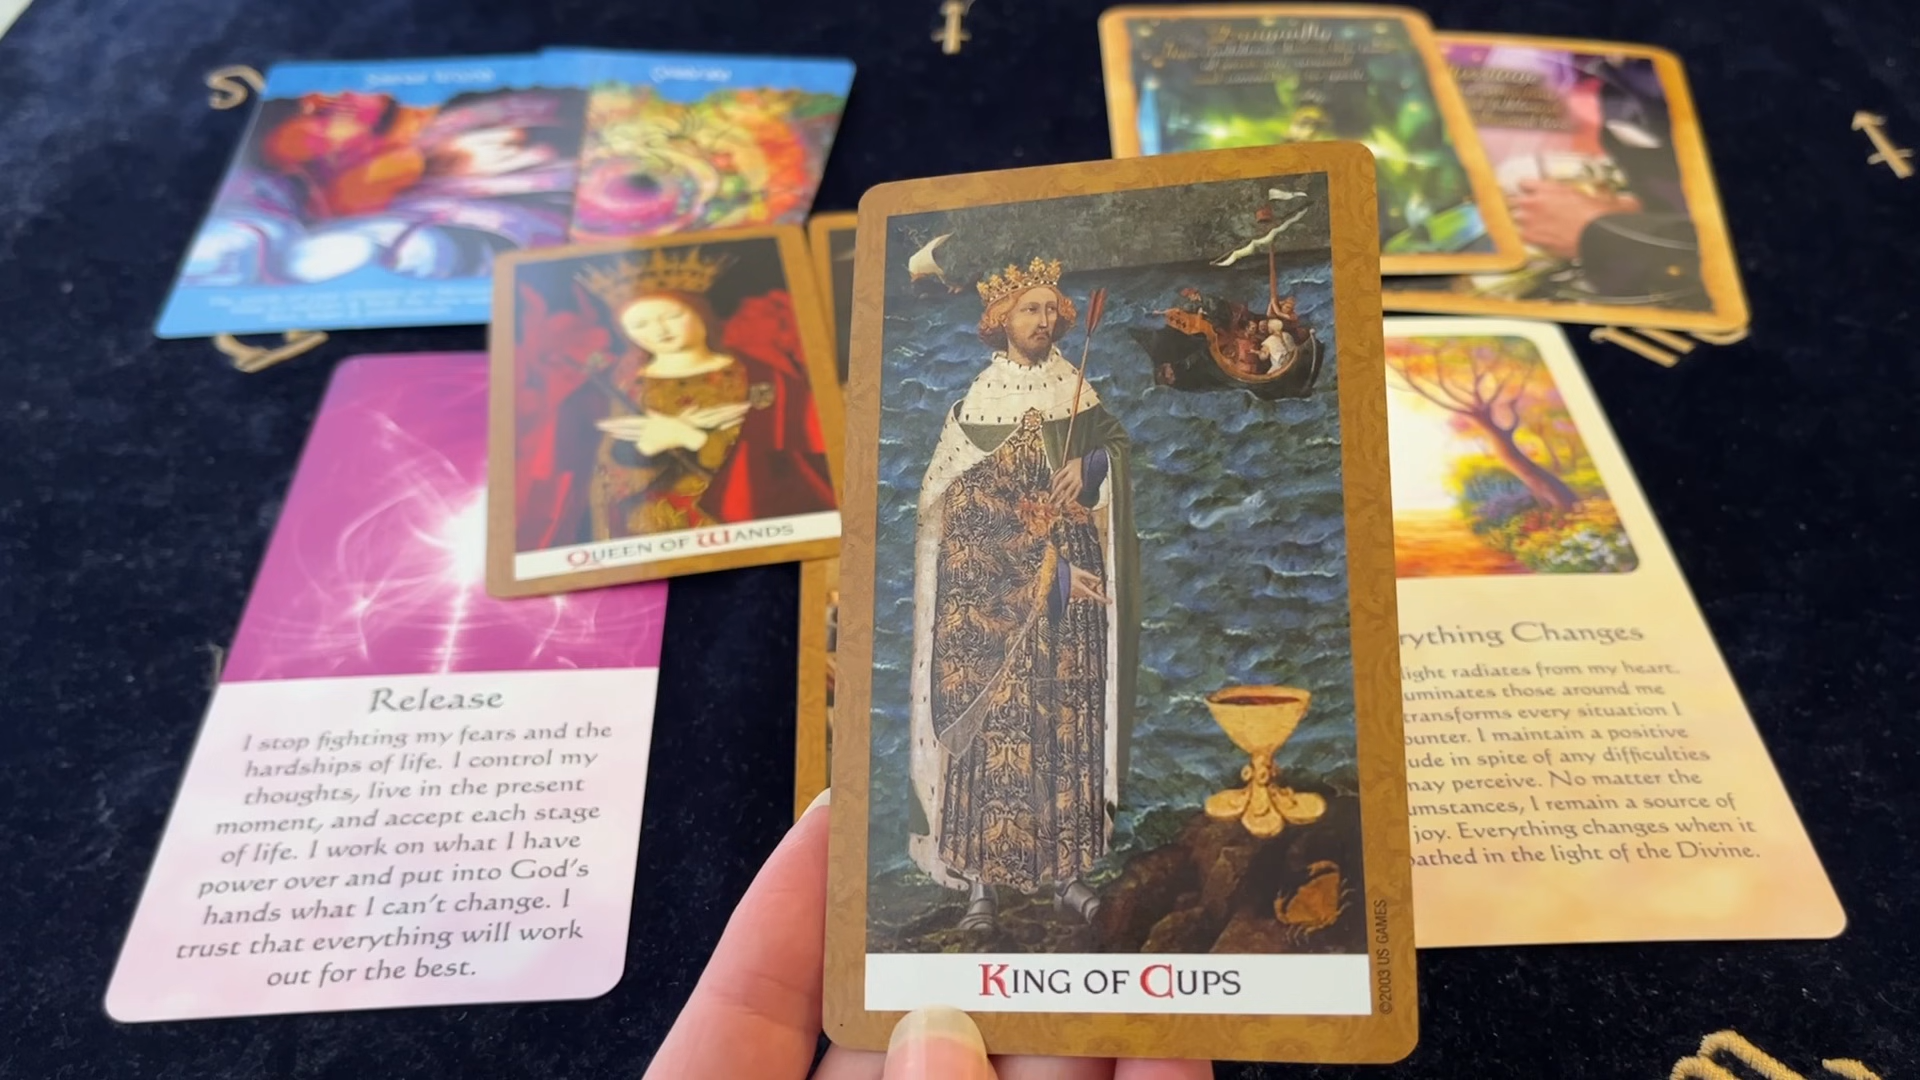 Tranquility
QUEEN OF WANDS
Release
I stop fighting my fears and the
hardships of life. I control my
thoughts, live in the present
moment, and accept each stage
of life. I work on what I have
power over and put into God's
hands what I can't change. I
trust that everything will work
out for the best.
KING OF CUPS
©2003 US GAMES
rything Changes
light radiates from my heart.
uminates those around me
transforms every situation I
ounter. I maintain a positive
ude in spite of any difficulties
may perceive. No matter the
umstances, I remain a source of
joy. Everything changes when it
athed in the light of the Divine.